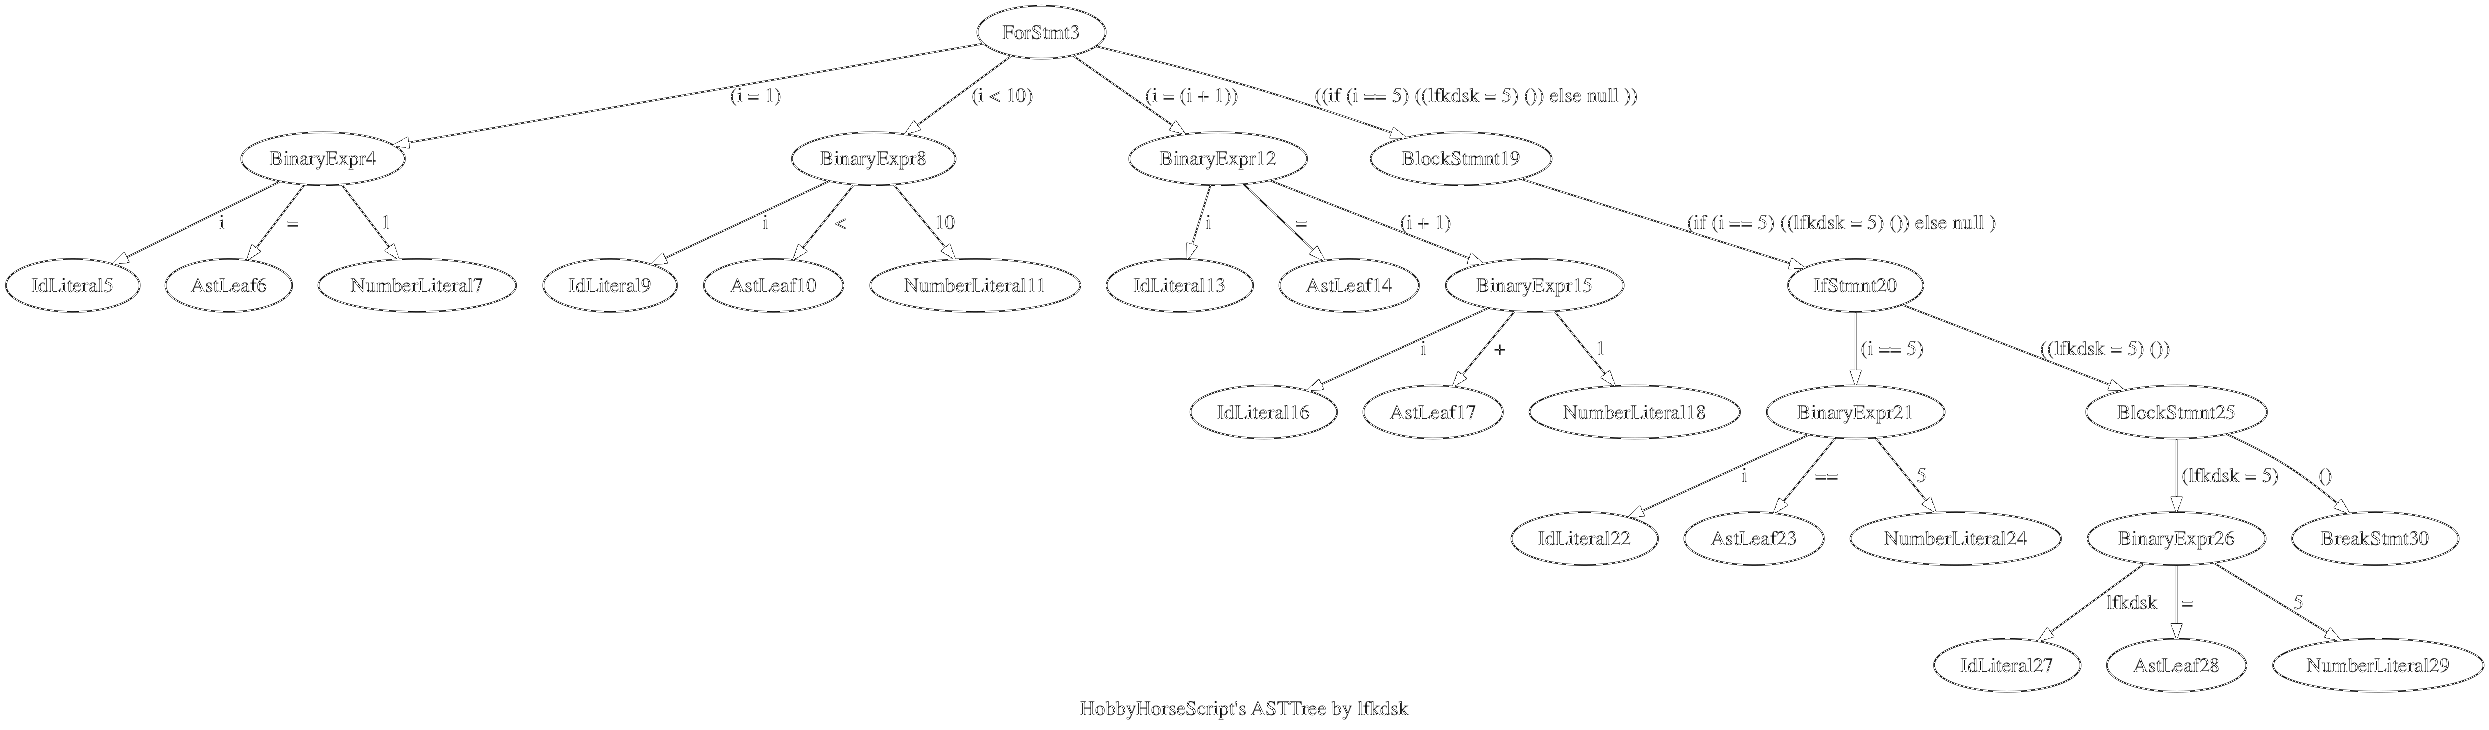 ForStmt3
(i = 1)
(i < 10)
(i = (i + 1))
((if (i == 5) ((lfkdsk = 5) ()) else null ))
BinaryExpr4
BinaryExpr8
BinaryExpr12
BlockStmnt19
i
=
1
i
<
10
i
=
(i + 1)
(if (i == 5) ((lfkdsk = 5) ()) else null )
IdLiteral5
AstLeaf6
NumberLiteral7
IdLiteral9
AstLeaf10
NumberLiteral11
IdLiteral13
AstLeaf14
BinaryExpr15
IfStmnt20
i
+
1
(i == 5)
((lfkdsk = 5) ())
IdLiteral16
AstLeaf17
NumberLiteral18
BinaryExpr21
BlockStmnt25
i
==
5
(lfkdsk = 5)
()
IdLiteral22
AstLeaf23
NumberLiteral24
BinaryExpr26
BreakStmt30
lfkdsk
=
5
IdLiteral27
AstLeaf28
NumberLiteral29
HobbyHorseScript's ASTTree by lfkdsk